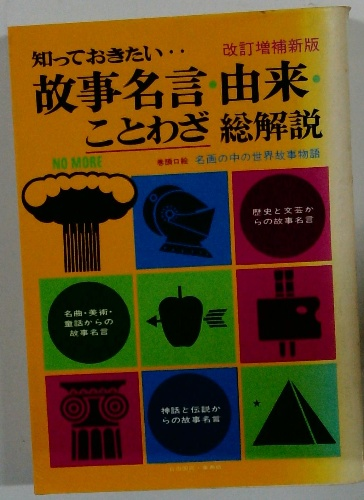 知っておきたい・・
改訂増補新版
故事名言・由来・
ことわざ 総解説
NO MORE
巻頭口絵 名画の中の世界故事物語
歴史と文芸か
らの故事名言
名曲・美術・
童話からの
故事名言
神話と伝説か
らの故事名言